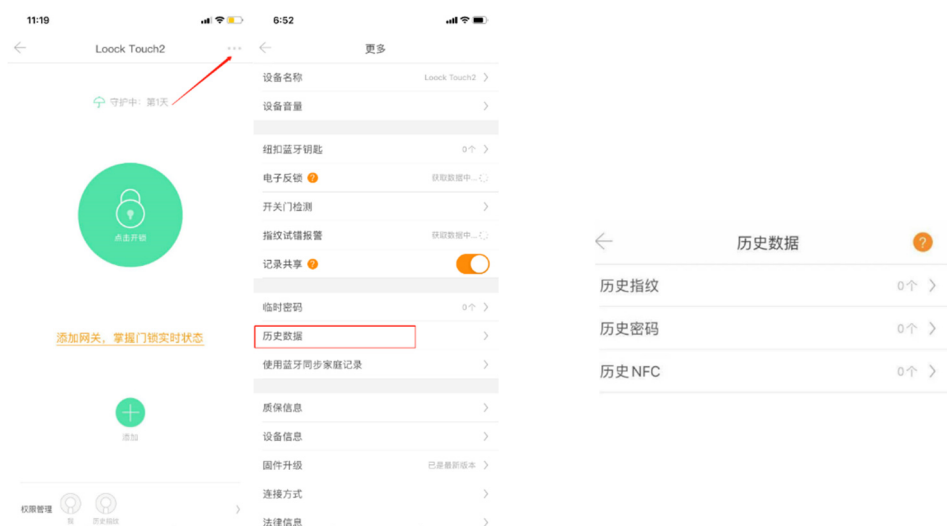 11:19
Loock Touch2
守护中：第1天
点击开锁
添加网关，掌握门锁实时状态
添加
权限管理
我
历史指纹
6:52
更多
设备名称 Loock Touch2
设备音量
纽扣蓝牙钥匙 0个
电子反锁 ? 获取数据中...
开关门检测
指纹试错报警 获取数据中...
记录共享 ?
临时密码 0个
历史数据
使用蓝牙同步家庭记录
质保信息
设备信息
固件升级 已是最新版本
连接方式
法律信息
历史数据 ?
历史指纹 0个
历史密码 0个
历史NFC 0个